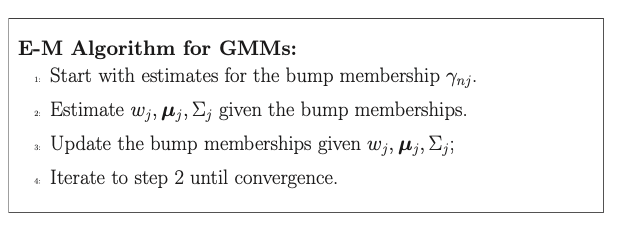 E-M Algorithm for GMMs:
1: Start with estimates for the bump membership γₙⱼ.
2: Estimate wⱼ, μⱼ, Σⱼ given the bump memberships.
3: Update the bump memberships given wⱼ, μⱼ, Σⱼ;
4: Iterate to step 2 until convergence.